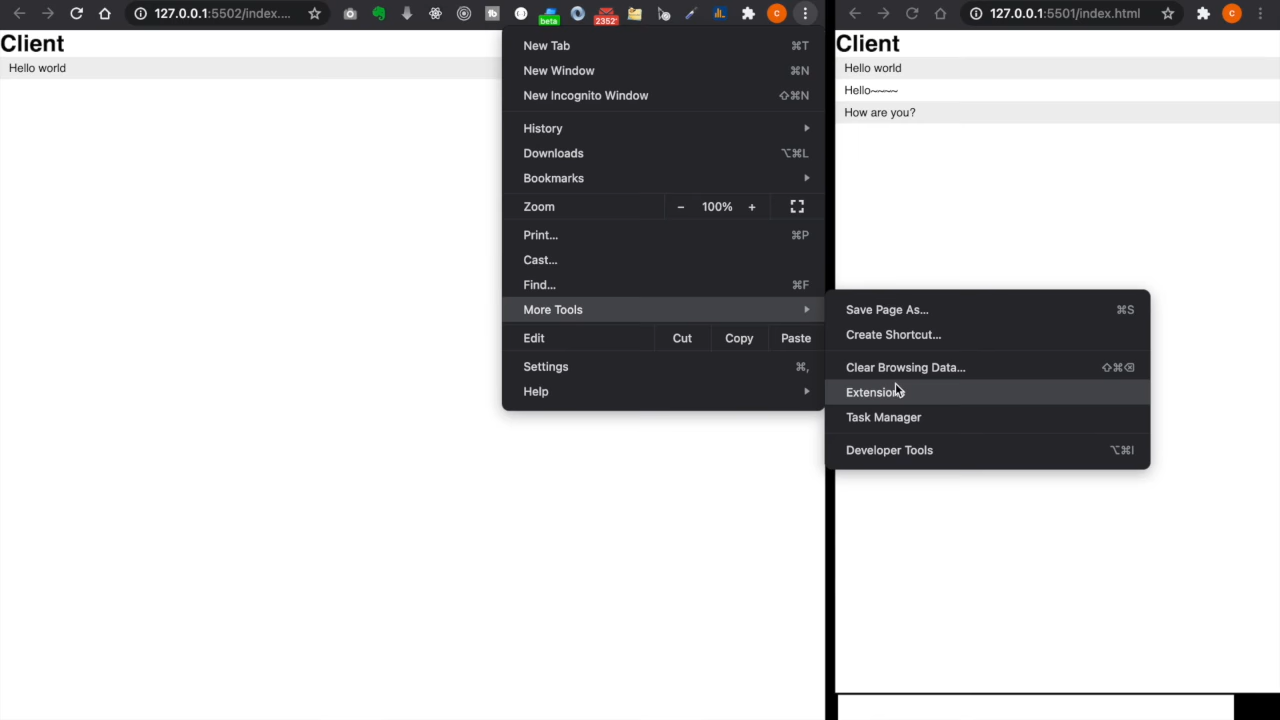 127.0.0.1:5502/index....
beta
2352'
C
127.0.0.1:5501/index.html
C
Client
Hello world
New Tab ⌘T
New Window ⌘N
New Incognito Window ⇧⌘N
History
Downloads ⌥⌘L
Bookmarks
Zoom - 100% +
Print... ⌘P
Cast...
Find... ⌘F
More Tools
Edit Cut Copy Paste
Settings ⌘,
Help
Save Page As... ⌘S
Create Shortcut...
Clear Browsing Data... ⇧⌘⌫
Extensions
Task Manager
Developer Tools ⌥⌘I
Client
Hello world
Hello~~~~
How are you?